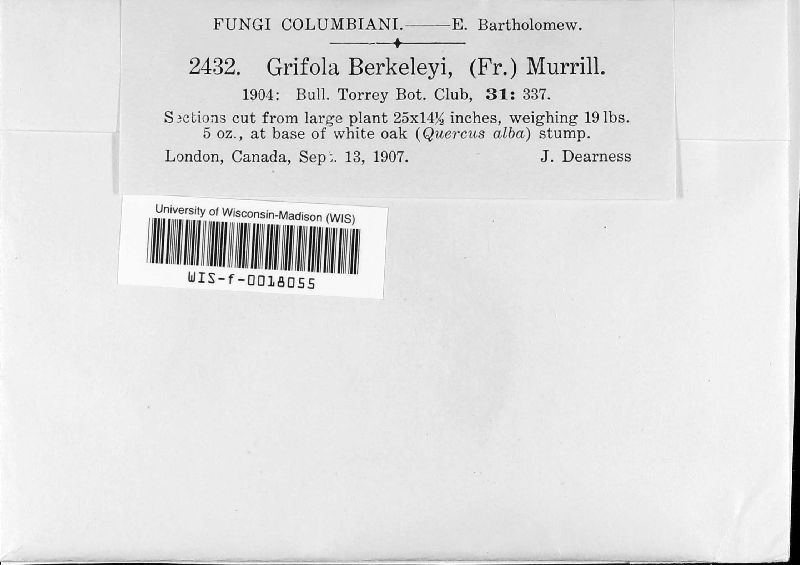 FUNGI COLUMBIANI.——E. Bartholomew.
2432. Grifola Berkeleyi, (Fr.) Murrill.
1904: Bull. Torrey Bot. Club, 31: 337.
Sections cut from large plant 25x14½ inches, weighing 19 lbs.
5 oz., at base of white oak (Quercus alba) stump.
London, Canada, Sept. 13, 1907. J. Dearness
University of Wisconsin-Madison (WIS)
WIS-f-0018055